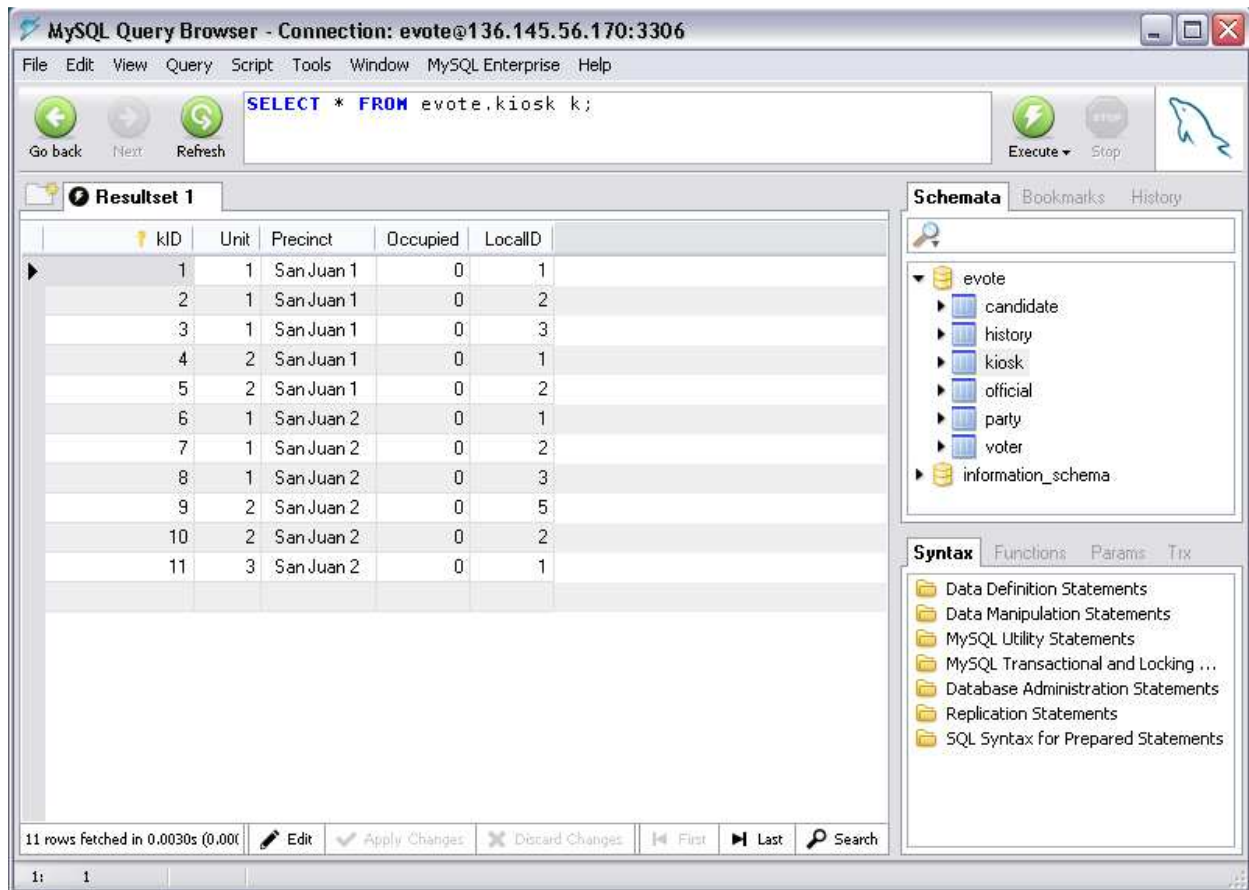 MySQL Query Browser - Connection: evote@136.145.56.170:3306
File Edit View Query Script Tools Window MySQL Enterprise Help
SELECT * FROM evote.kiosk k;
Go back Next Refresh Execute Stop
Resultset 1
kID Unit Precinct Occupied LocalID
1 1 San Juan 1 0 1
2 1 San Juan 1 0 2
3 1 San Juan 1 0 3
4 2 San Juan 1 0 1
5 2 San Juan 1 0 2
6 1 San Juan 2 0 1
7 1 San Juan 2 0 2
8 1 San Juan 2 0 3
9 2 San Juan 2 0 5
10 2 San Juan 2 0 2
11 3 San Juan 2 0 1
Schemata Bookmarks History
evote
candidate
history
kiosk
official
party
voter
information_schema
Syntax Functions Params Trx
Data Definition Statements
Data Manipulation Statements
MySQL Utility Statements
MySQL Transactional and Locking ...
Database Administration Statements
Replication Statements
SQL Syntax for Prepared Statements
11 rows fetched in 0.0030s (0.00( Edit Apply Changes Discard Changes First Last Search
1: 1